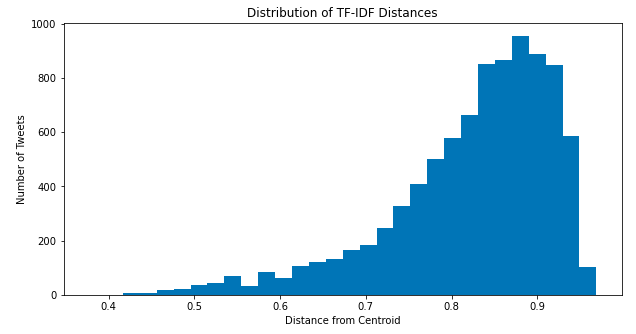 Distribution of TF-IDF Distances
1000
800
600
400
200
0
Number of Tweets
0.4 0.5 0.6 0.7 0.8 0.9
Distance from Centroid